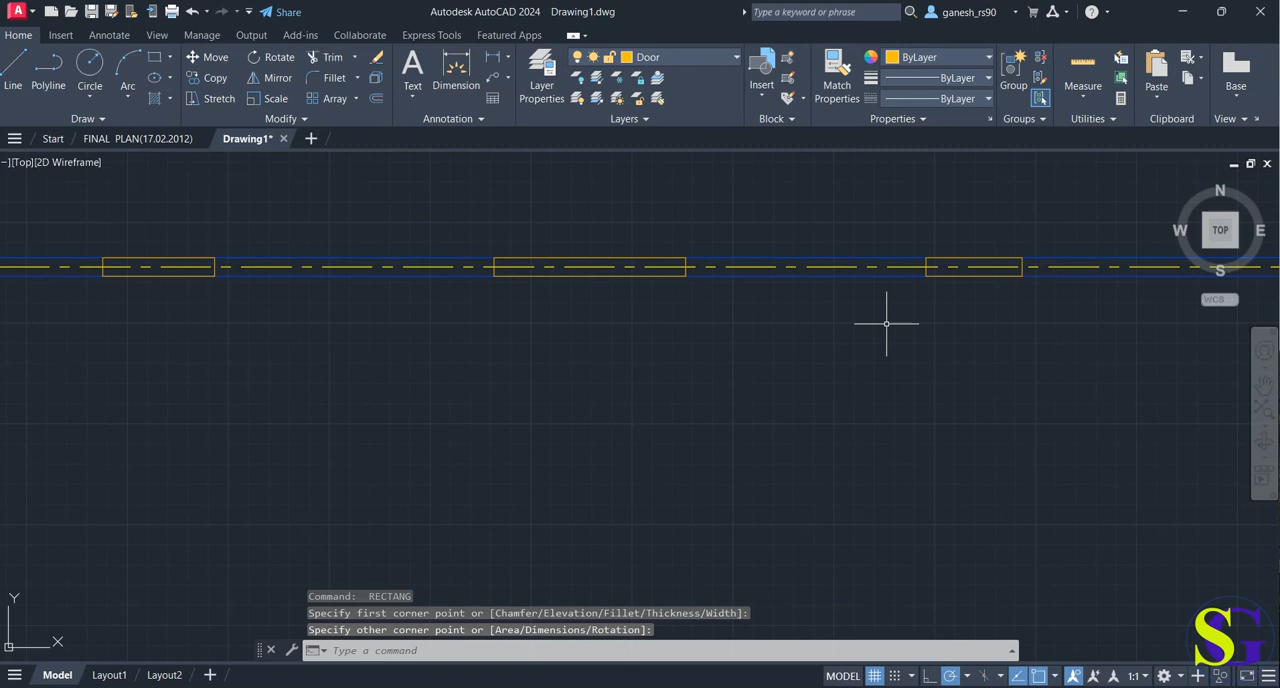 A Share Autodesk AutoCAD 2024 Drawing1.dwg Type a keyword or phrase ganesh_rs90
Home Insert Annotate View Manage Output Add-ins Collaborate Express Tools Featured Apps
Line Polyline Circle Arc Move Rotate Trim Text Dimension Layer Properties Door Insert Match Properties ByLayer Group Measure Paste Base
Copy Mirror Fillet ByLayer
Stretch Scale Array ByLayer
Draw Modify Annotation Layers Block Properties Groups Utilities Clipboard View
Start FINAL PLAN(17.02.2012) Drawing1*
−][Top][2D Wireframe]
N
W TOP E
S
WCS
Command: RECTANG
Specify first corner point or [Chamfer/Elevation/Fillet/Thickness/Width]:
Specify other corner point or [Area/Dimensions/Rotation]:
Type a command
Y
X
SG
Model Layout1 Layout2 MODEL 1:1